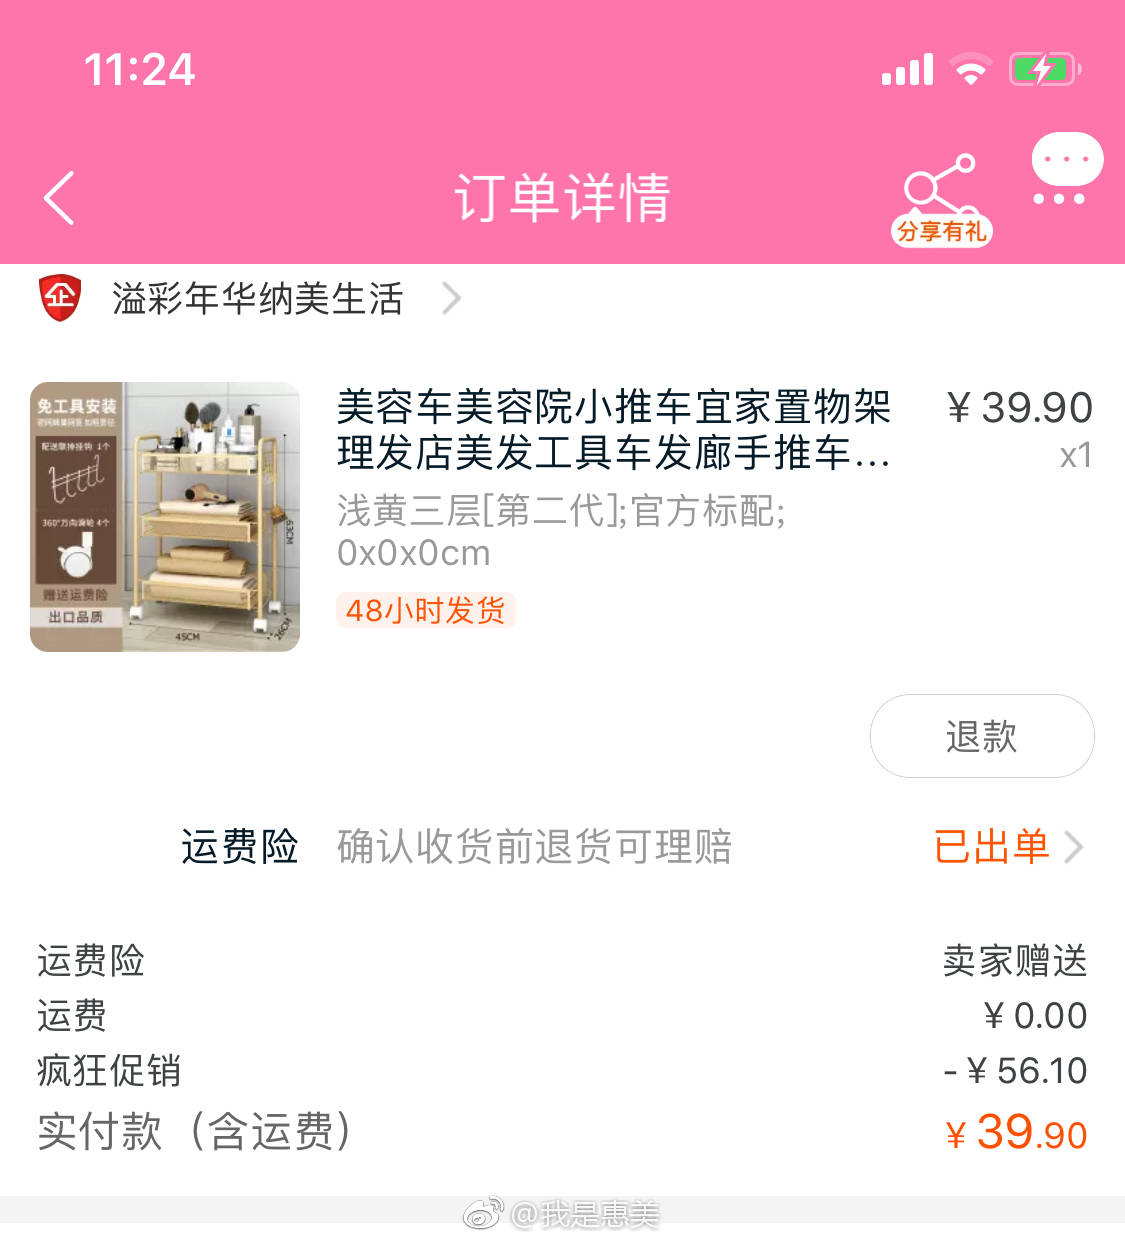 11:24
订单详情
分享有礼
企
溢彩年华纳美生活
免工具安装
配送款掉挂钩 1个
360°万向滚轮 4个
赠送运费险
出口品质
63CM
45CM
26CM
美容车美容院小推车宜家置物架
理发店美发工具车发廊手推车...
¥ 39.90
x1
浅黄三层[第二代];官方标配;
0x0x0cm
48小时发货
退款
运费险 确认收货前退货可理赔 已出单
运费险 卖家赠送
运费 ¥ 0.00
疯狂促销 -¥ 56.10
实付款（含运费） ¥ 39.90
@我是惠美